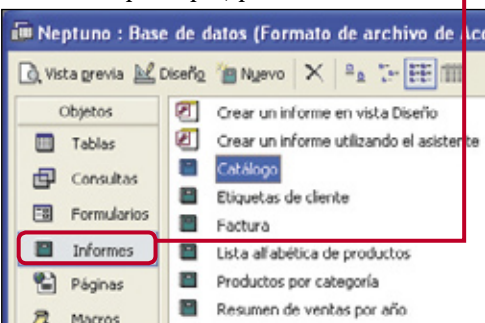 Neptuno : Base de datos (Formato de archivo de Acc
Vista previa Diseño Nuevo
Objetos
Tablas
Consultas
Formularios
Informes
Páginas
Macros
Crear un informe en vista Diseño
Crear un informe utilizando el asistente
Catálogo
Etiquetas de cliente
Factura
Lista alfabética de productos
Productos por categoría
Resumen de ventas por año